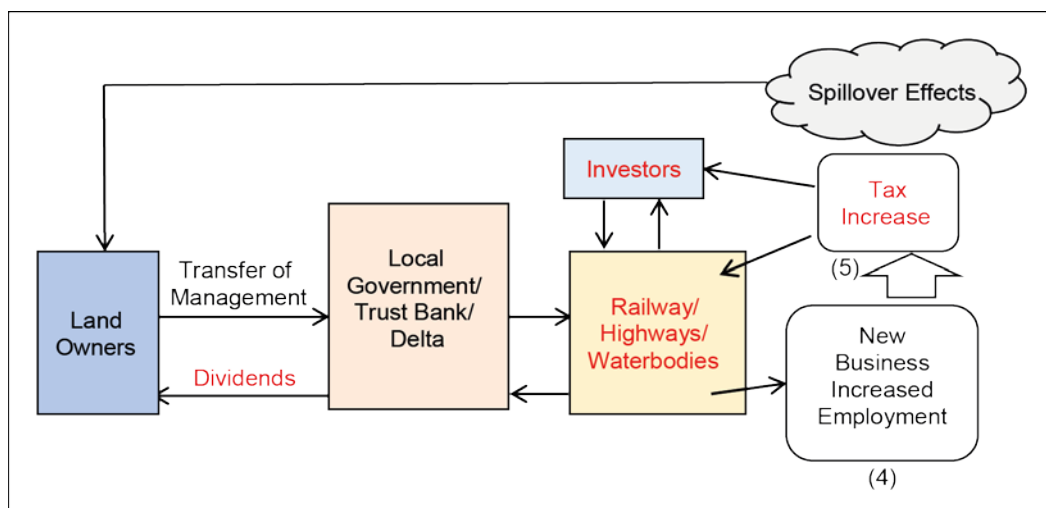 Spillover Effects
Investors
Tax
Increase
(5)
Land
Owners
Transfer of
Management
Dividends
Local
Government/
Trust Bank/
Delta
Railway/
Highways/
Waterbodies
New
Business
Increased
Employment
(4)